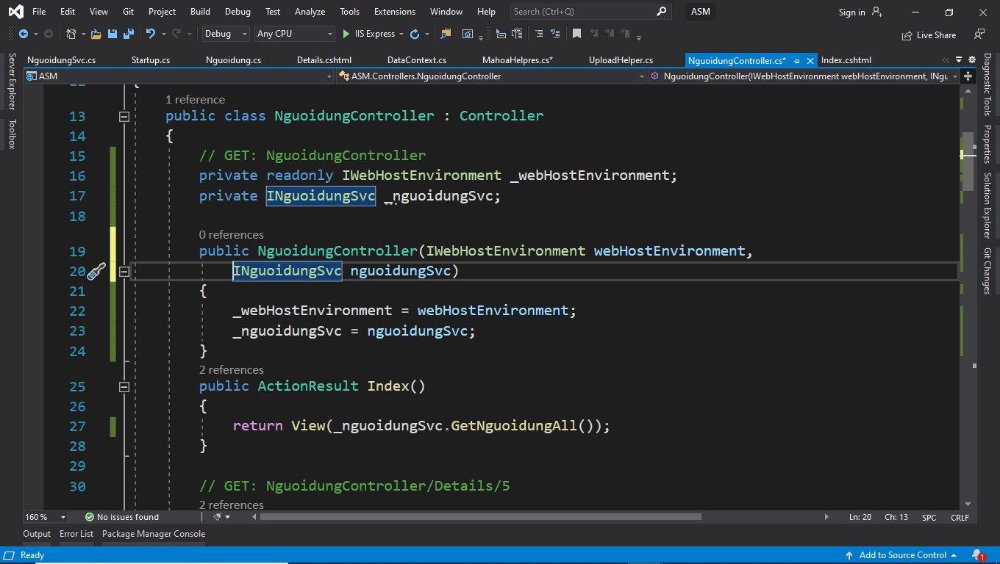 File Edit View Git Project Build Debug Test Analyze Tools Extensions Window Help Search (Ctrl+Q) ASM Sign in
Debug Any CPU IIS Express Live Share
NguoidungSvc.cs Startup.cs Nguoidung.cs Details.cshtml DataContext.cs MahoaHelpres.cs* UploadHelper.cs NguoidungController.cs* Index.cshtml
ASM ASM.Controllers.NguoidungController NguoidungController(IWebHostEnvironment webHostEnvironment, INgu
Server Explorer
Toolbox
1 reference
13 public class NguoidungController : Controller
14 {
15 // GET: NguoidungController
16 private readonly IWebHostEnvironment _webHostEnvironment;
17 private INguoidungSvc _nguoidungSvc;
18
0 references
19 public NguoidungController(IWebHostEnvironment webHostEnvironment,
20 INguoidungSvc nguoidungSvc)
21 {
22 _webHostEnvironment = webHostEnvironment;
23 _nguoidungSvc = nguoidungSvc;
24 }
2 references
25 public ActionResult Index()
26 {
27 return View(_nguoidungSvc.GetNguoidungAll());
28 }
29
30 // GET: NguoidungController/Details/5
2 references
Diagnostic Tools
Properties
Solution Explorer
Git Changes
160 % No issues found Ln: 20 Ch: 13 SPC CRLF
Output Error List Package Manager Console
Ready Add to Source Control 1